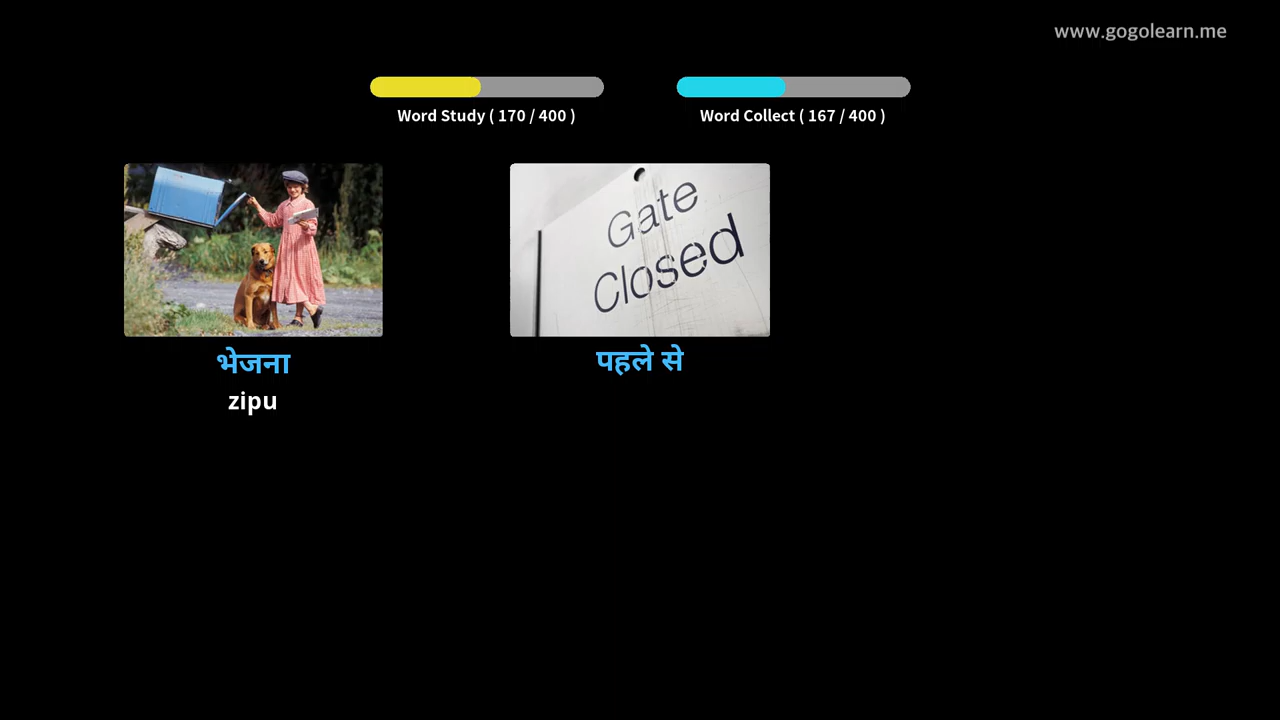 www.gogolearn.me
Word Study ( 170 / 400 )
Word Collect ( 167 / 400 )
Gate
Closed
भेजना
पहले से
zipu